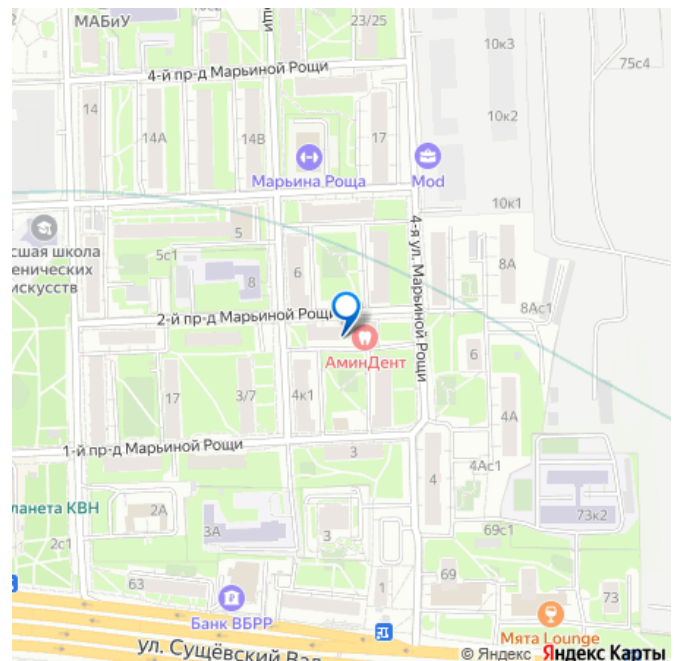 МАБиУ
23/25
10к3
75с4
4-й пр-д Марьиной Рощи
14
14А
14В
17
10к2
Марьина Роща
Mod
10к1
4-я ул. Марьиной Рощи
5
5с1
сшая школа
енических
искусств
8
6
8А
8Ас1
2-й пр-д Марьиной Рощи
АминДент
6
17
3/7
4к1
4А
1-й пр-д Марьиной Рощи
3
4
4Ас1
ланета КВН
2А
2с1
3А
3
73к2
69с1
63
1
69
73
Банк ВБРР
Мята Lounge
ул. Сущёвский Вал
© Яндекс Яндекс Карты